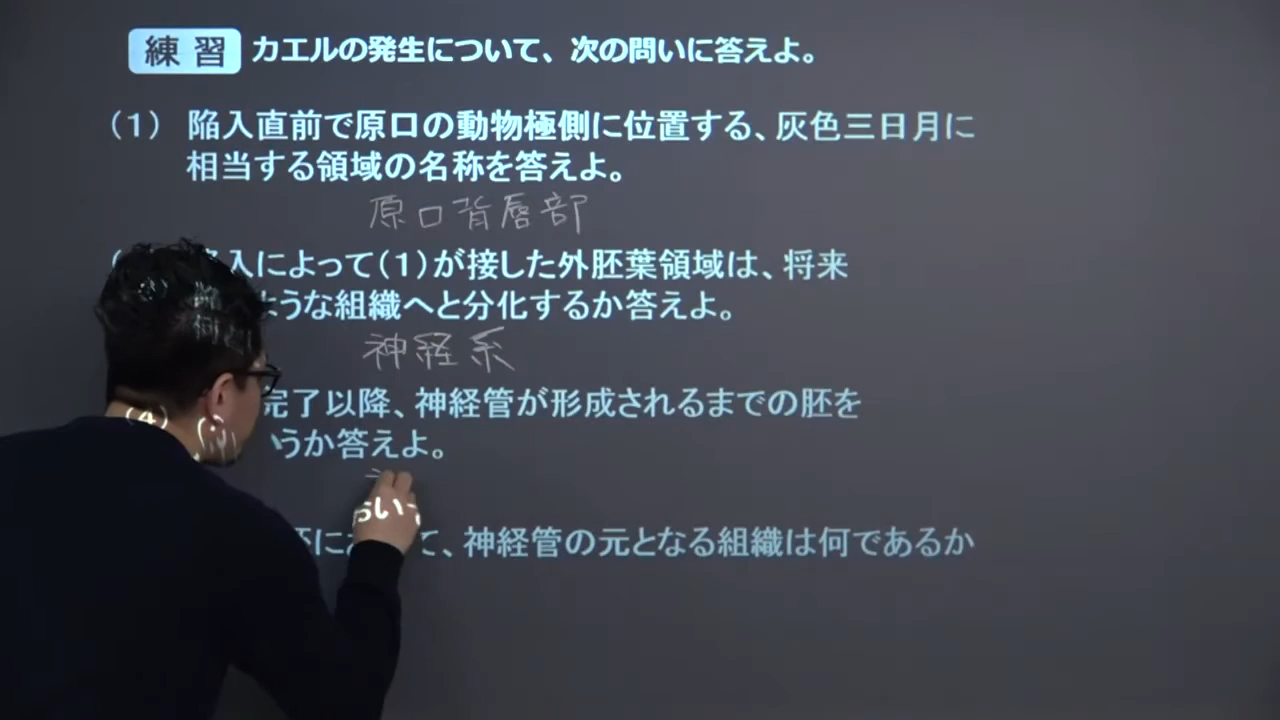 練習 カエルの発生について、次の問いに答えよ。
(1) 陥入直前で原口の動物極側に位置する、灰色三日月に
相当する領域の名称を答えよ。
原口背唇部
入によって(1)が接した外胚葉領域は、将来
ような組織へと分化するか答えよ。
神経系
完了以降、神経管が形成されるまでの胚を
いうか答えよ。
において、神経管の元となる組織は何であるか